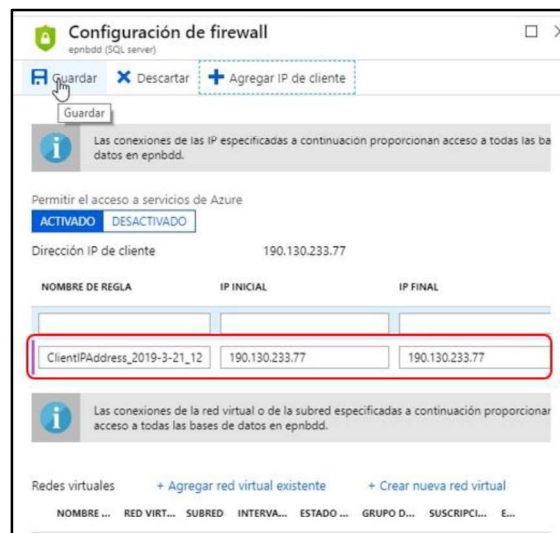 Configuración de firewall
epnbdd (SQL server)
Guardar Descartar Agregar IP de cliente
Guardar
Las conexiones de las IP especificadas a continuación proporcionan acceso a todas las ba
datos en epnbdd.
Permitir el acceso a servicios de Azure
ACTIVADO DESACTIVADO
Dirección IP de cliente 190.130.233.77
NOMBRE DE REGLA IP INICIAL IP FINAL
ClientIPAddress_2019-3-21_12 190.130.233.77 190.130.233.77
Las conexiones de la red virtual o de la subred especificadas a continuación proporcionar
acceso a todas las bases de datos en epnbdd.
Redes virtuales + Agregar red virtual existente + Crear nueva red virtual
NOMBRE ... RED VIRT... SUBRED INTERVA... ESTADO ... GRUPO D... SUSCRIPCI... E...